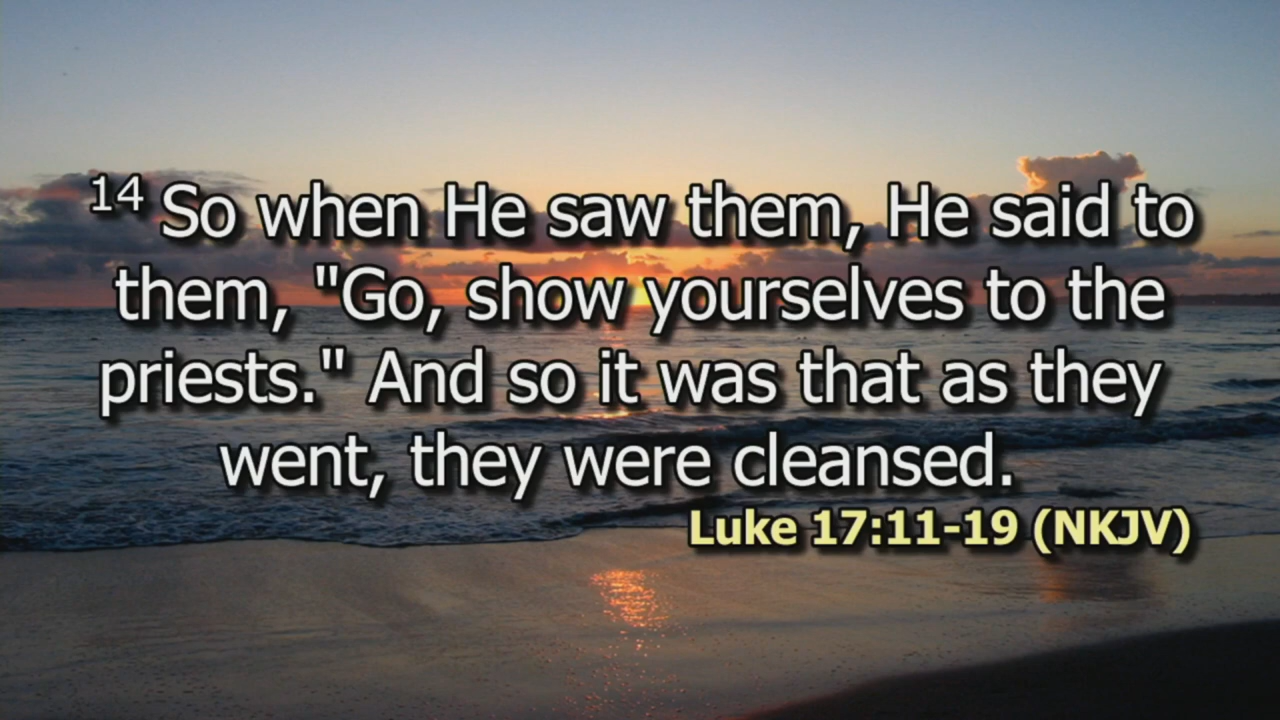 14 So when He saw them, He said to
them, "Go, show yourselves to the
priests." And so it was that as they
went, they were cleansed.
Luke 17:11-19 (NKJV)